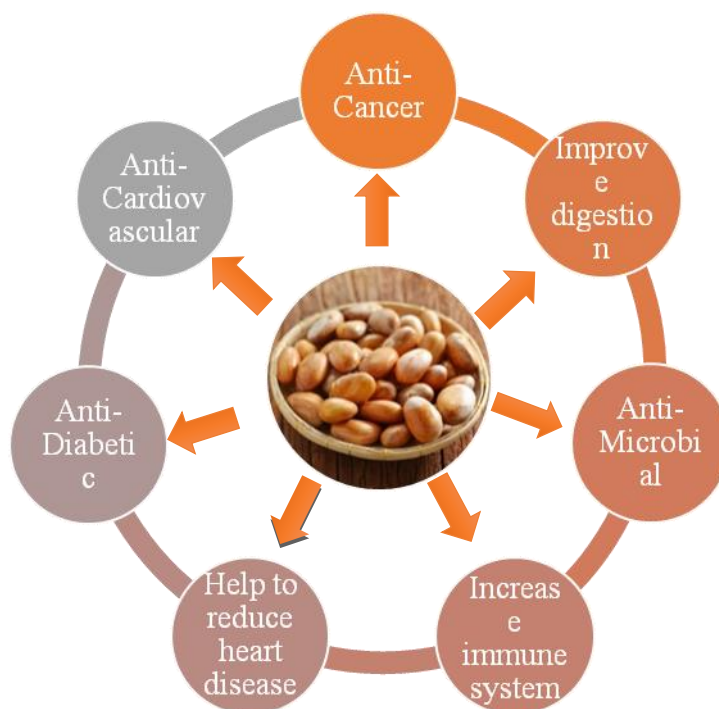 Anti-
Cancer
Improv
e
digestio
n
Anti-
Microbi
al
Increas
e
immune
system
Help to
reduce
heart
disease
Anti-
Diabeti
c
Anti-
Cardiov
ascular